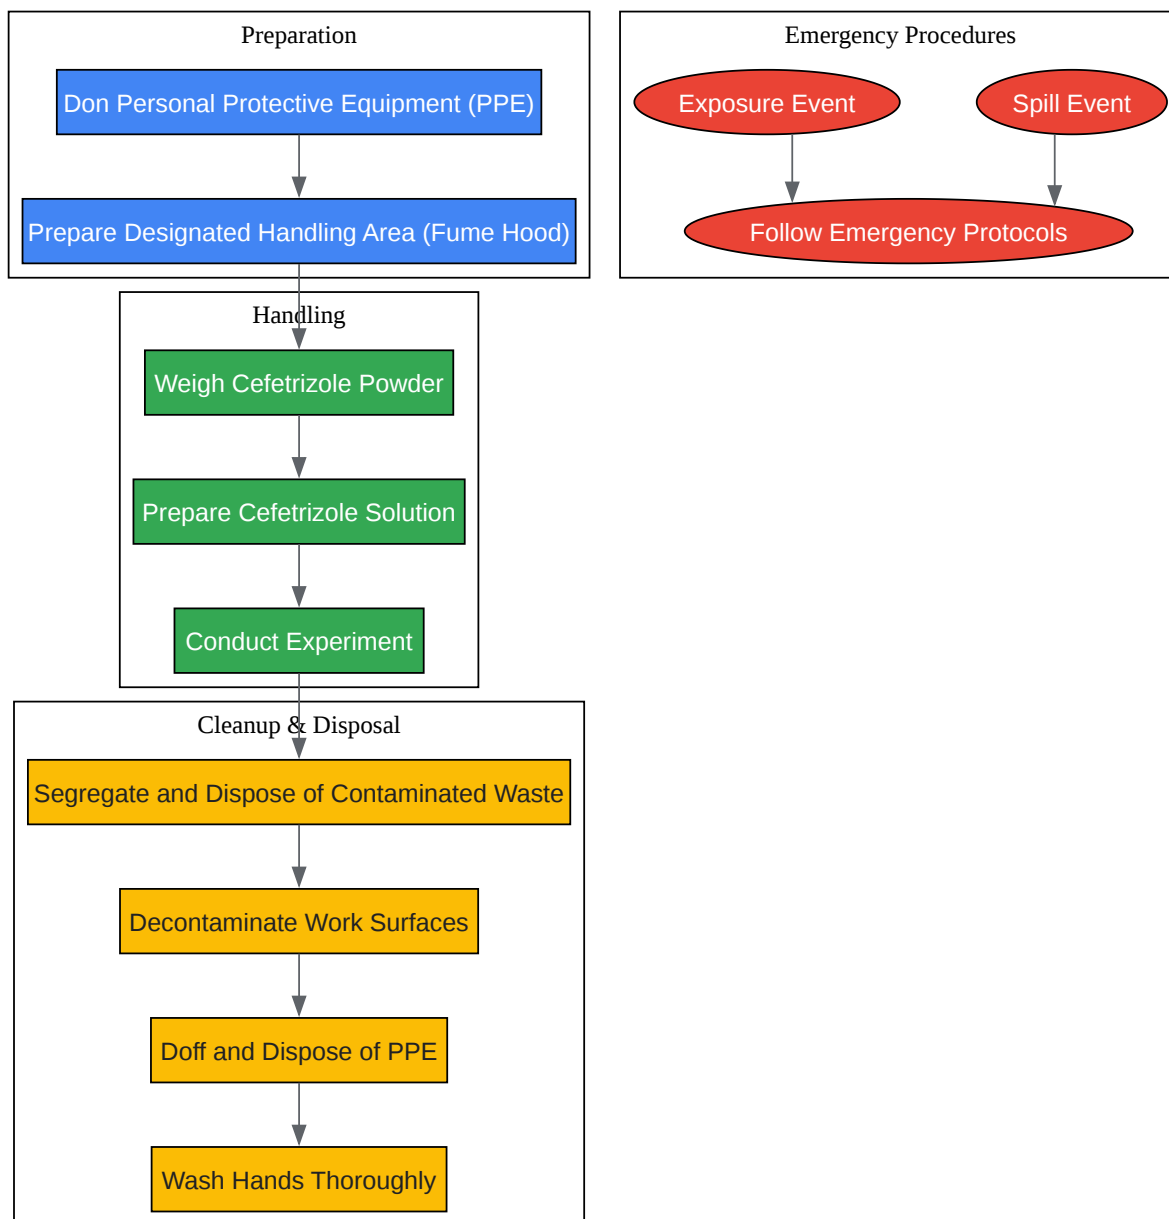 Preparation
Don Personal Protective Equipment (PPE)
Prepare Designated Handling Area (Fume Hood)
Handling
Weigh Cefetrizole Powder
Prepare Cefetrizole Solution
Conduct Experiment
Cleanup & Disposal
Segregate and Dispose of Contaminated Waste
Decontaminate Work Surfaces
Doff and Dispose of PPE
Wash Hands Thoroughly
Emergency Procedures
Exposure Event
Spill Event
Follow Emergency Protocols